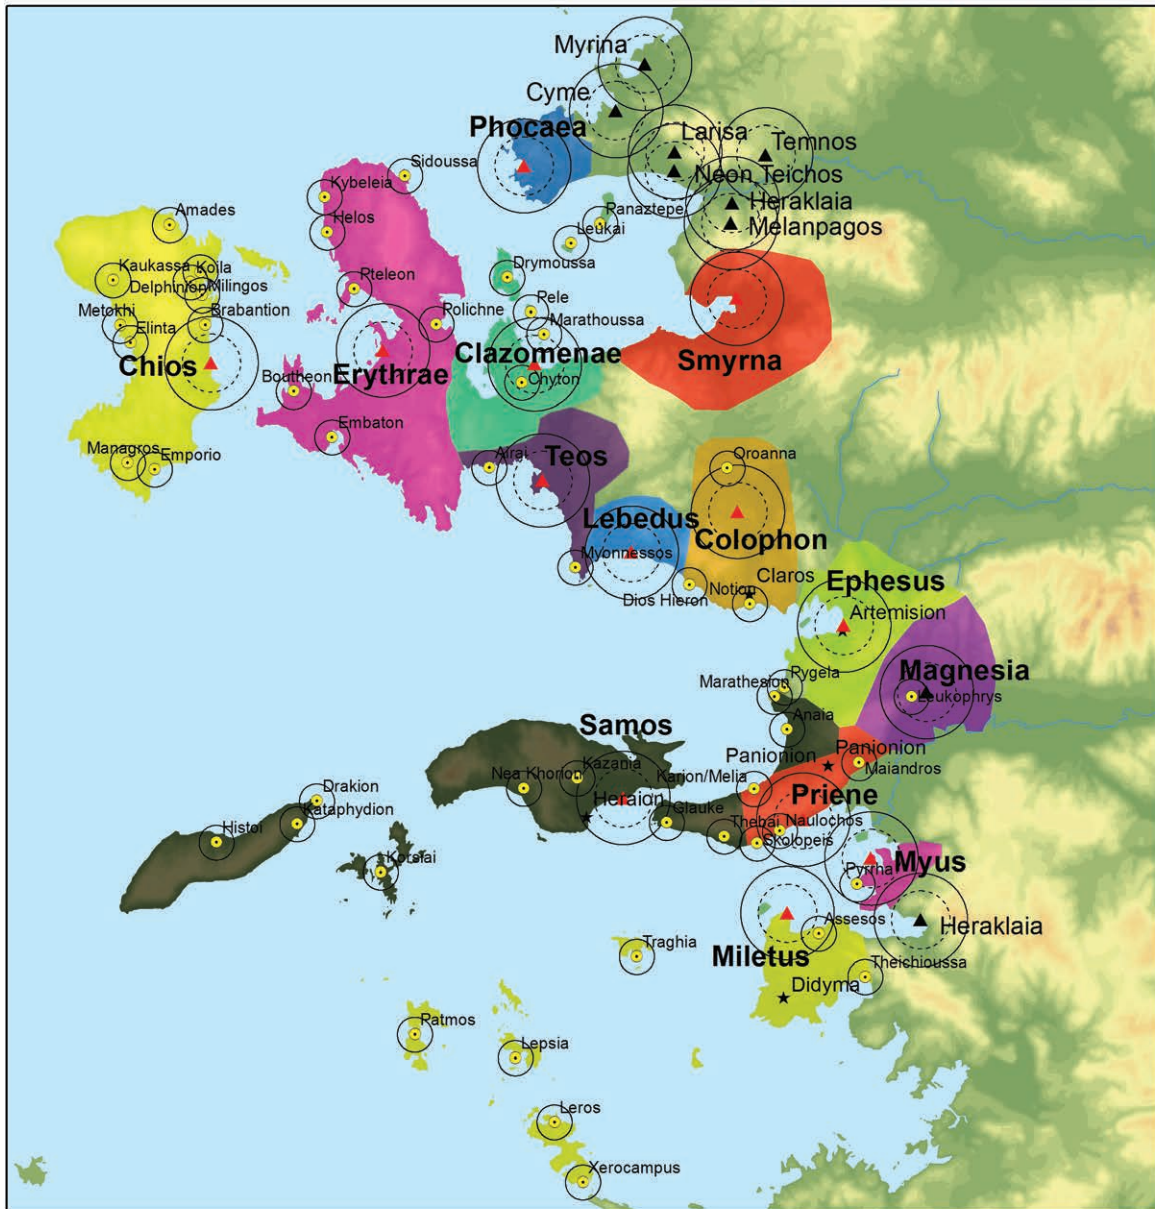 Myrina
Cyme
Phocaea
Larisa
Temnos
Neon Teichos
Sidoussa
Kybeleia
Heraklaia
Panaztepe
Amades
Helos
Melanpagos
Leukai
Kaukassa
Koila
Drymoussa
Delphinion
Milingos
Pteleon
Metokhi
Brabantion
Polichne
Pele
Elinta
Marathoussa
Chios
Erythrae
Clazomenae
Smyrna
Boutheon
Chyton
Embaton
Managros
Emporio
Airai
Teos
Oroanna
Lebedus
Colophon
Myonnessos
Claros
Ephesus
Dios Hieron
Notion
Artemision
Magnesia
Marathesion
Pygela
Leukophrys
Samos
Anaia
Panionion
Panionion
Kazania
Maiandros
Nea Khorion
Karion/Melia
Drakion
Heraion
Priene
Kataphydion
Glauke
Naulochos
Histoi
Thebai
Skolopeis
Korsiai
Myus
Pyrrha
Assesos
Heraklaia
Traghia
Miletus
Theichioussa
Didyma
Patmos
Lepsia
Leros
Xerocampus